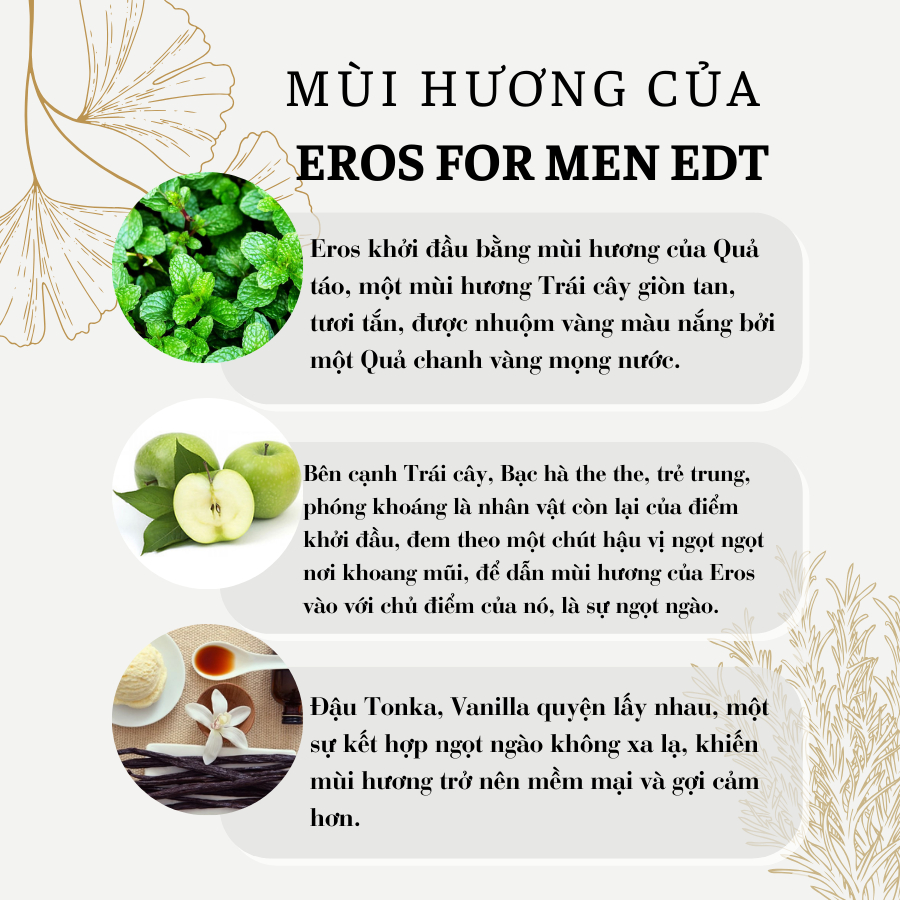 MÙI HƯƠNG CỦA
EROS FOR MEN EDT
Eros khởi đầu bằng mùi hương của Quả
táo, một mùi hương Trái cây giòn tan,
tươi tắn, được nhuộm vàng màu nắng bởi
một Quả chanh vàng mọng nước.
Bên cạnh Trái cây, Bạc hà the the, trẻ trung,
phóng khoáng là nhân vật còn lại của điểm
khởi đầu, đem theo một chút hậu vị ngọt ngọt
nơi khoang mũi, để dẫn mùi hương của Eros
vào với chủ điểm của nó, là sự ngọt ngào.
Đậu Tonka, Vanilla quyện lấy nhau, một
sự kết hợp ngọt ngào không xa lạ, khiến
mùi hương trở nên mềm mại và gợi cảm
hơn.